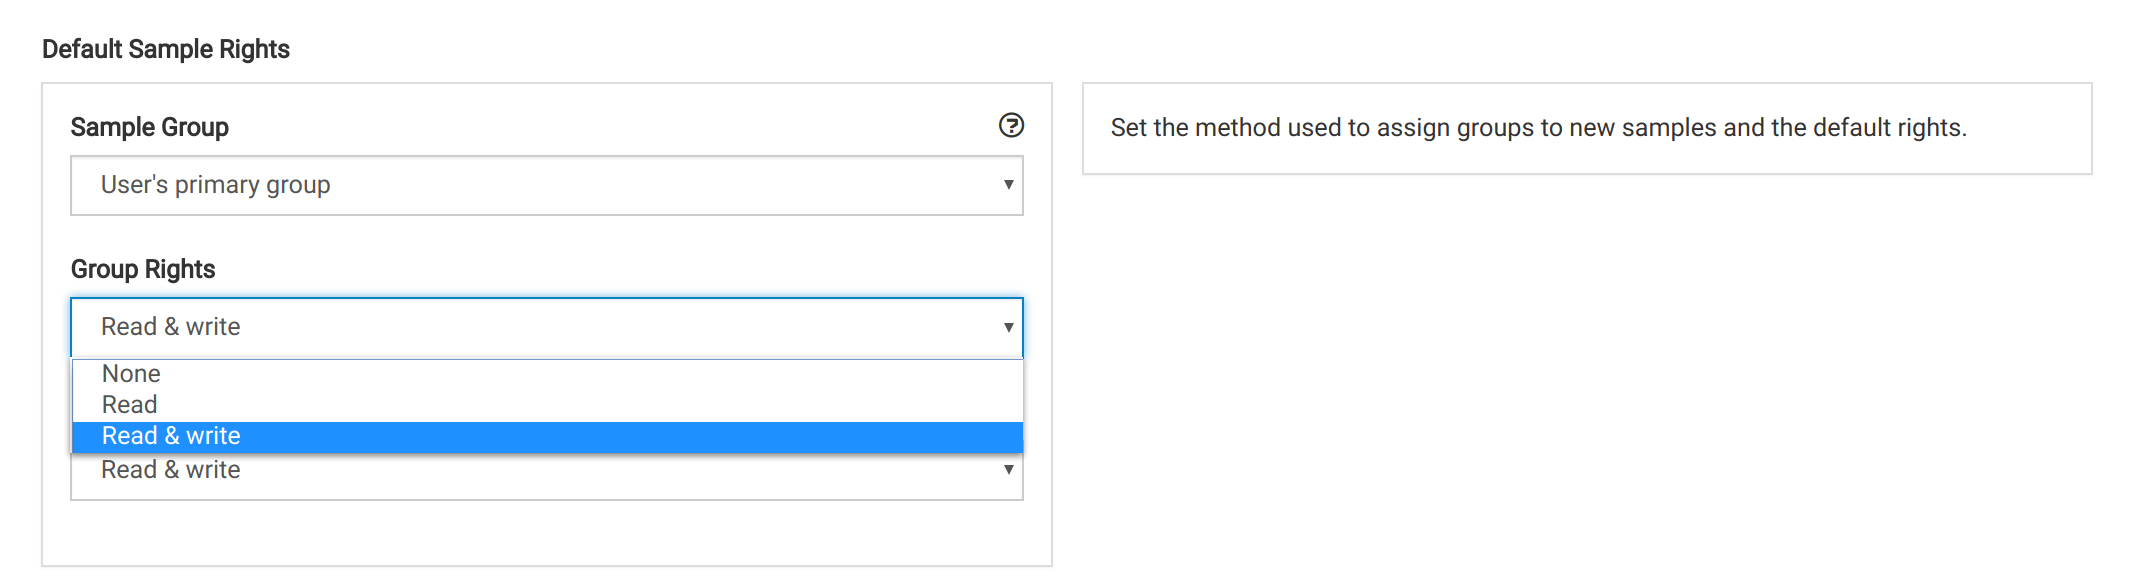 Default Sample Rights
Sample Group
User's primary group
Group Rights
Read & write
None
Read
Read & write
Read & write
Set the method used to assign groups to new samples and the default rights.